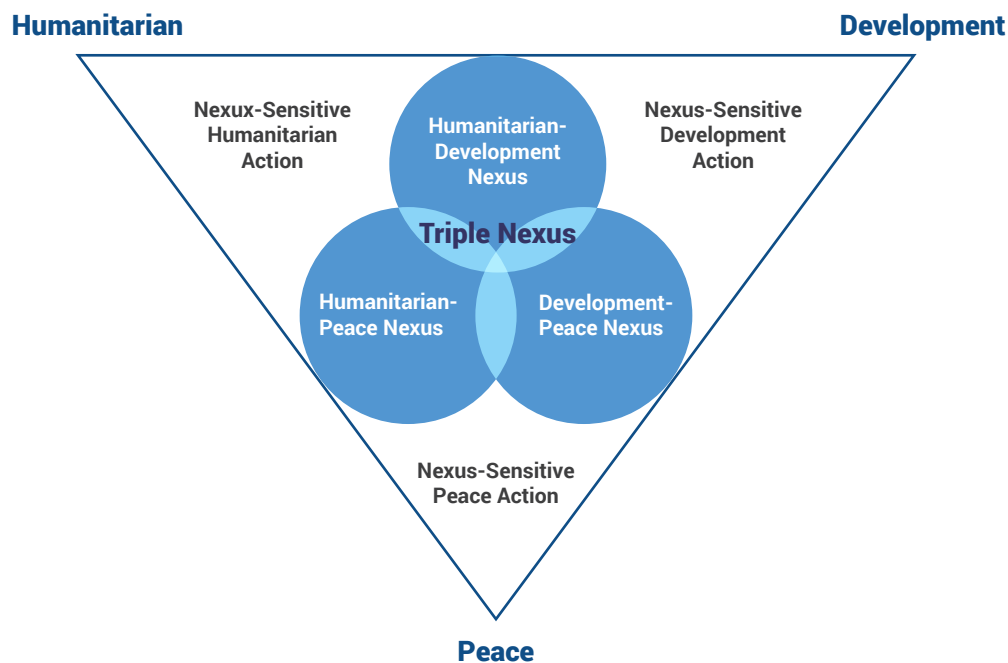 Humanitarian
Development
Nexux-Sensitive
Humanitarian
Action
Humanitarian-
Development
Nexus
Nexus-Sensitive
Development
Action
Triple Nexus
Humanitarian-
Peace Nexus
Development-
Peace Nexus
Nexus-Sensitive
Peace Action
Peace